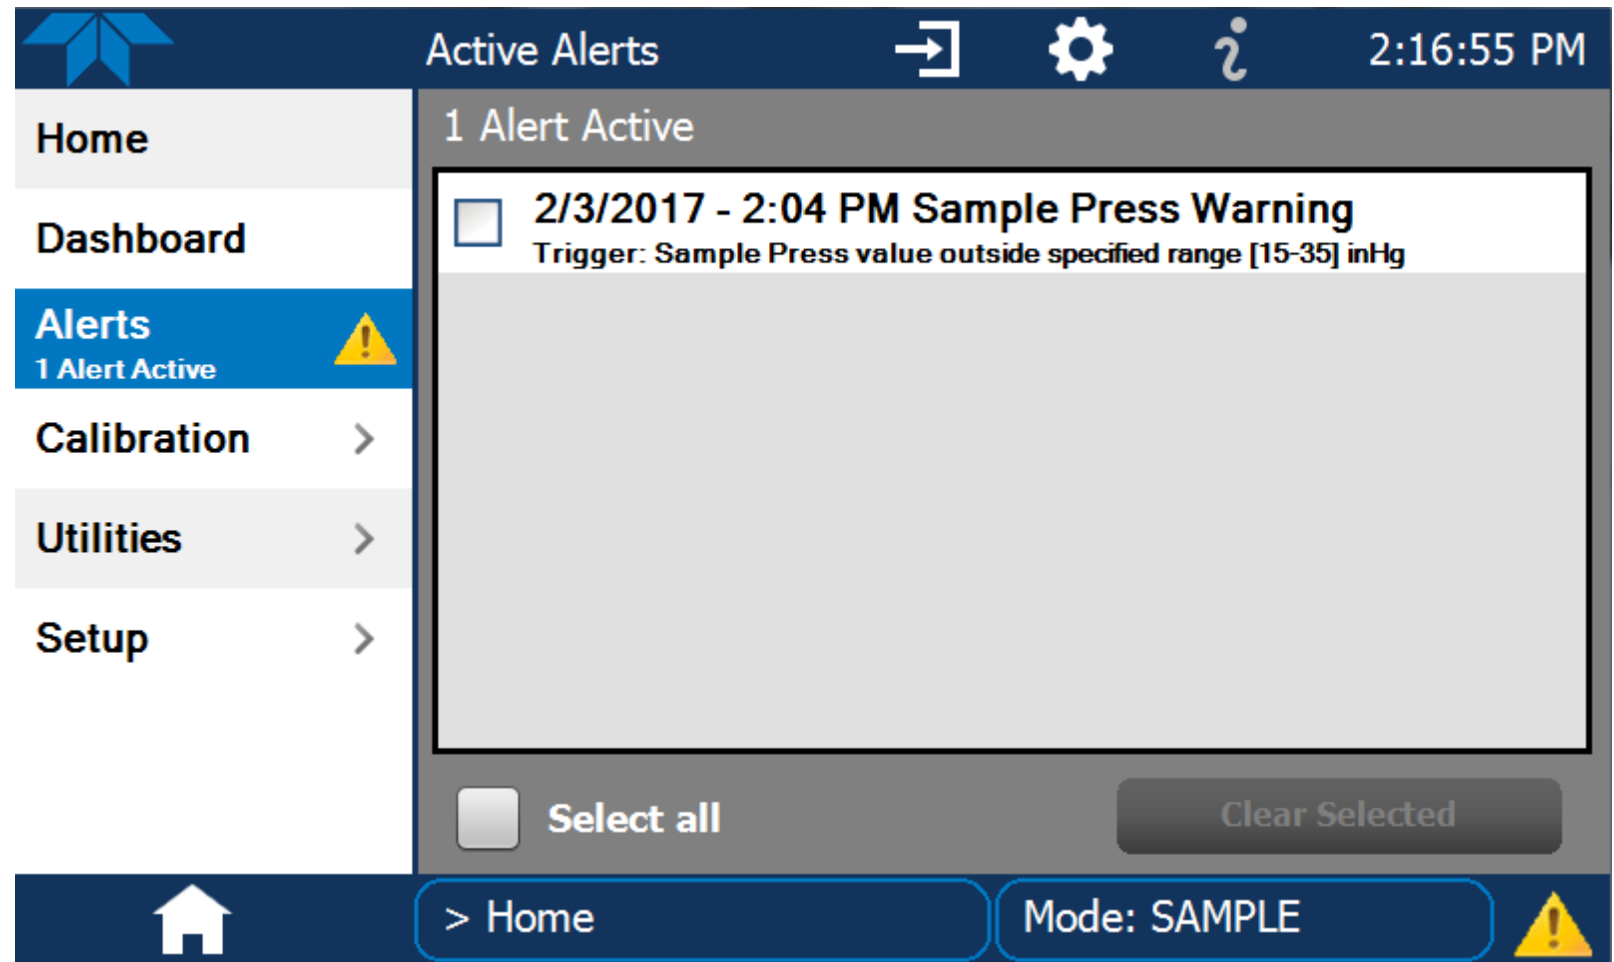 Active Alerts
2:16:55 PM
Home
Dashboard
Alerts
1 Alert Active
Calibration
Utilities
Setup
1 Alert Active
2/3/2017 - 2:04 PM Sample Press Warning
Trigger: Sample Press value outside specified range [15-35] inHg
Select all
Clear Selected
> Home
Mode: SAMPLE